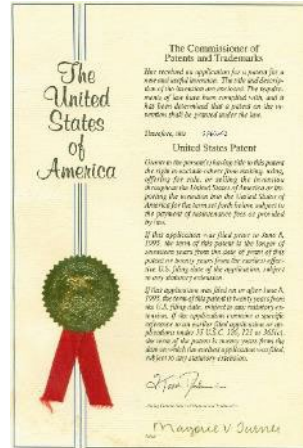 The
United
States
of
America
The Commissioner of
Patents and Trademarks
Has received an application for a patent for a
new and useful invention. The title and descrip-
tion of the invention are enclosed. The require-
ments of law have been complied with, and it
has been determined that a patent on the in-
vention shall be granted under the law.
Therefore, this
United States Patent
Grants to the person(s) having title to this patent
the right to exclude others from making, using,
offering for sale, or selling the invention
throughout the United States of America or im-
porting the invention into the United States of
America for the term set forth below, subject to
the payment of maintenance fees as provided
by law.
If this application was filed prior to June 8,
1995, the term of this patent is the longer of
seventeen years from the date of grant of this
patent or twenty years from the earliest effec-
tive U.S. filing date of the application, subject
to any statutory extension.
If this application was filed on or after June 8,
1995, the term of this patent is twenty years from
the U.S. filing date, subject to any statutory ex-
tension. If the application contains a specific
reference to an earlier filed application or ap-
plications under 35 U.S.C. 120, 121 or 365(c),
the term of the patent is twenty years from the
date on which the earliest application was filed,
subject to any statutory extension.
Marjorie V. Turner